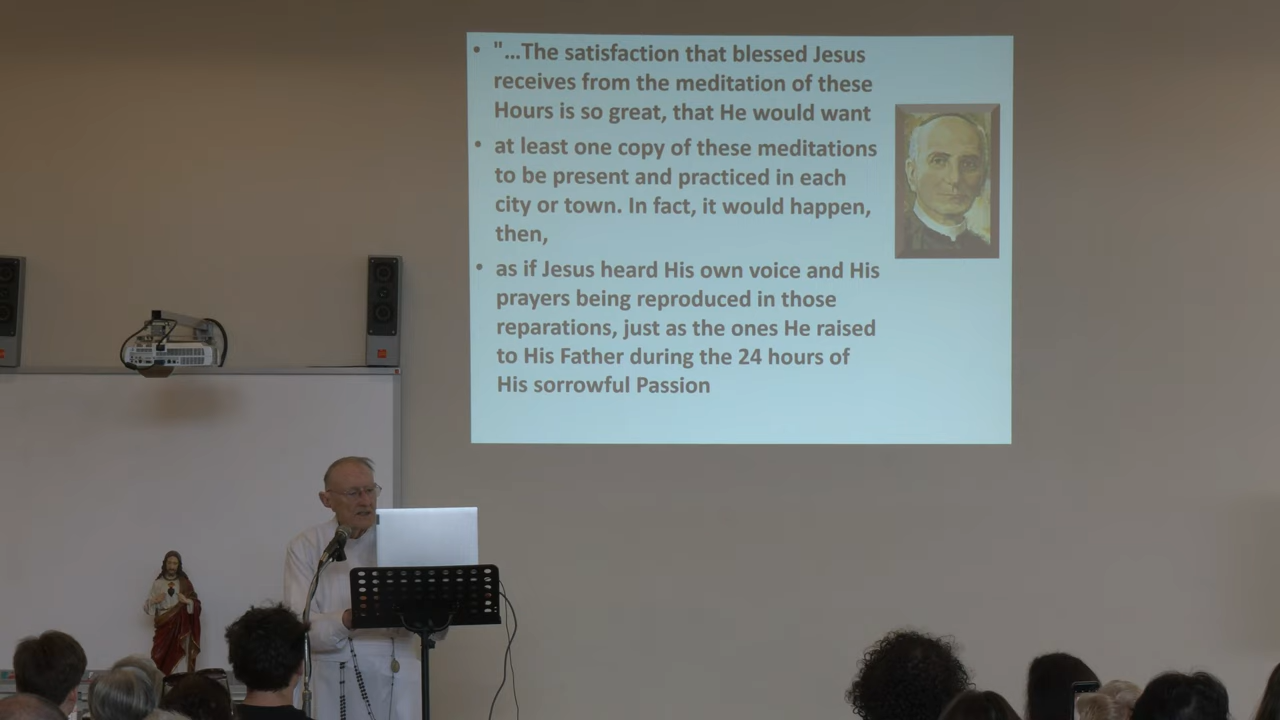 • "...The satisfaction that blessed Jesus
receives from the meditation of these
Hours is so great, that He would want
• at least one copy of these meditations
to be present and practiced in each
city or town. In fact, it would happen,
then,
• as if Jesus heard His own voice and His
prayers being reproduced in those
reparations, just as the ones He raised
to His Father during the 24 hours of
His sorrowful Passion